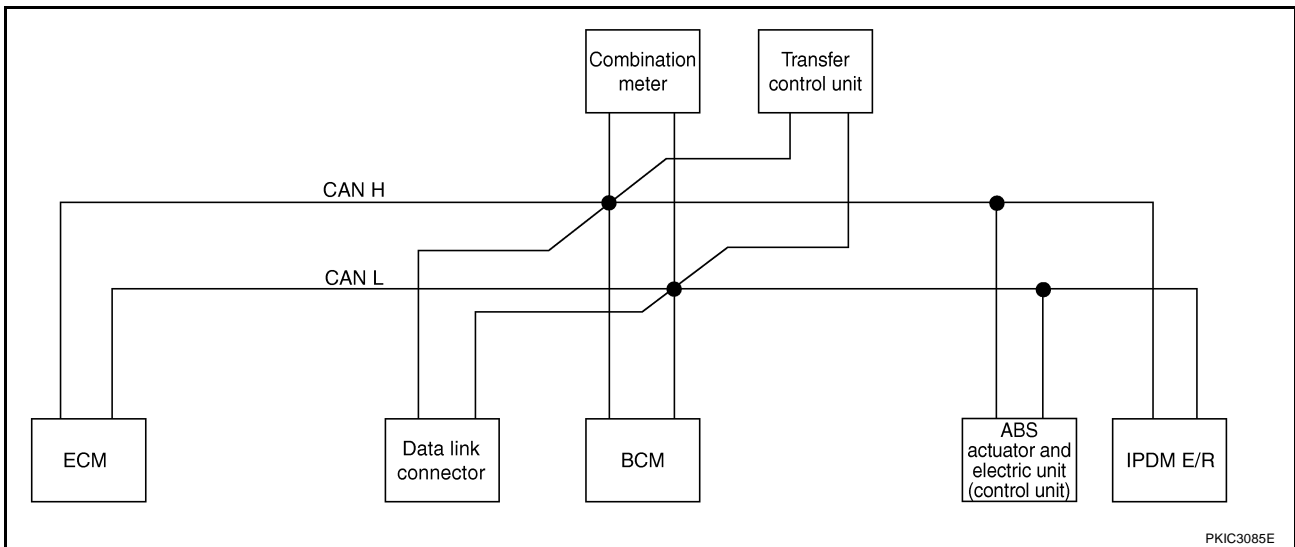 Combination
meter
Transfer
control unit
CAN H
CAN L
ECM
Data link
connector
BCM
ABS
actuator and
electric unit
(control unit)
IPDM E/R
PKIC3085E